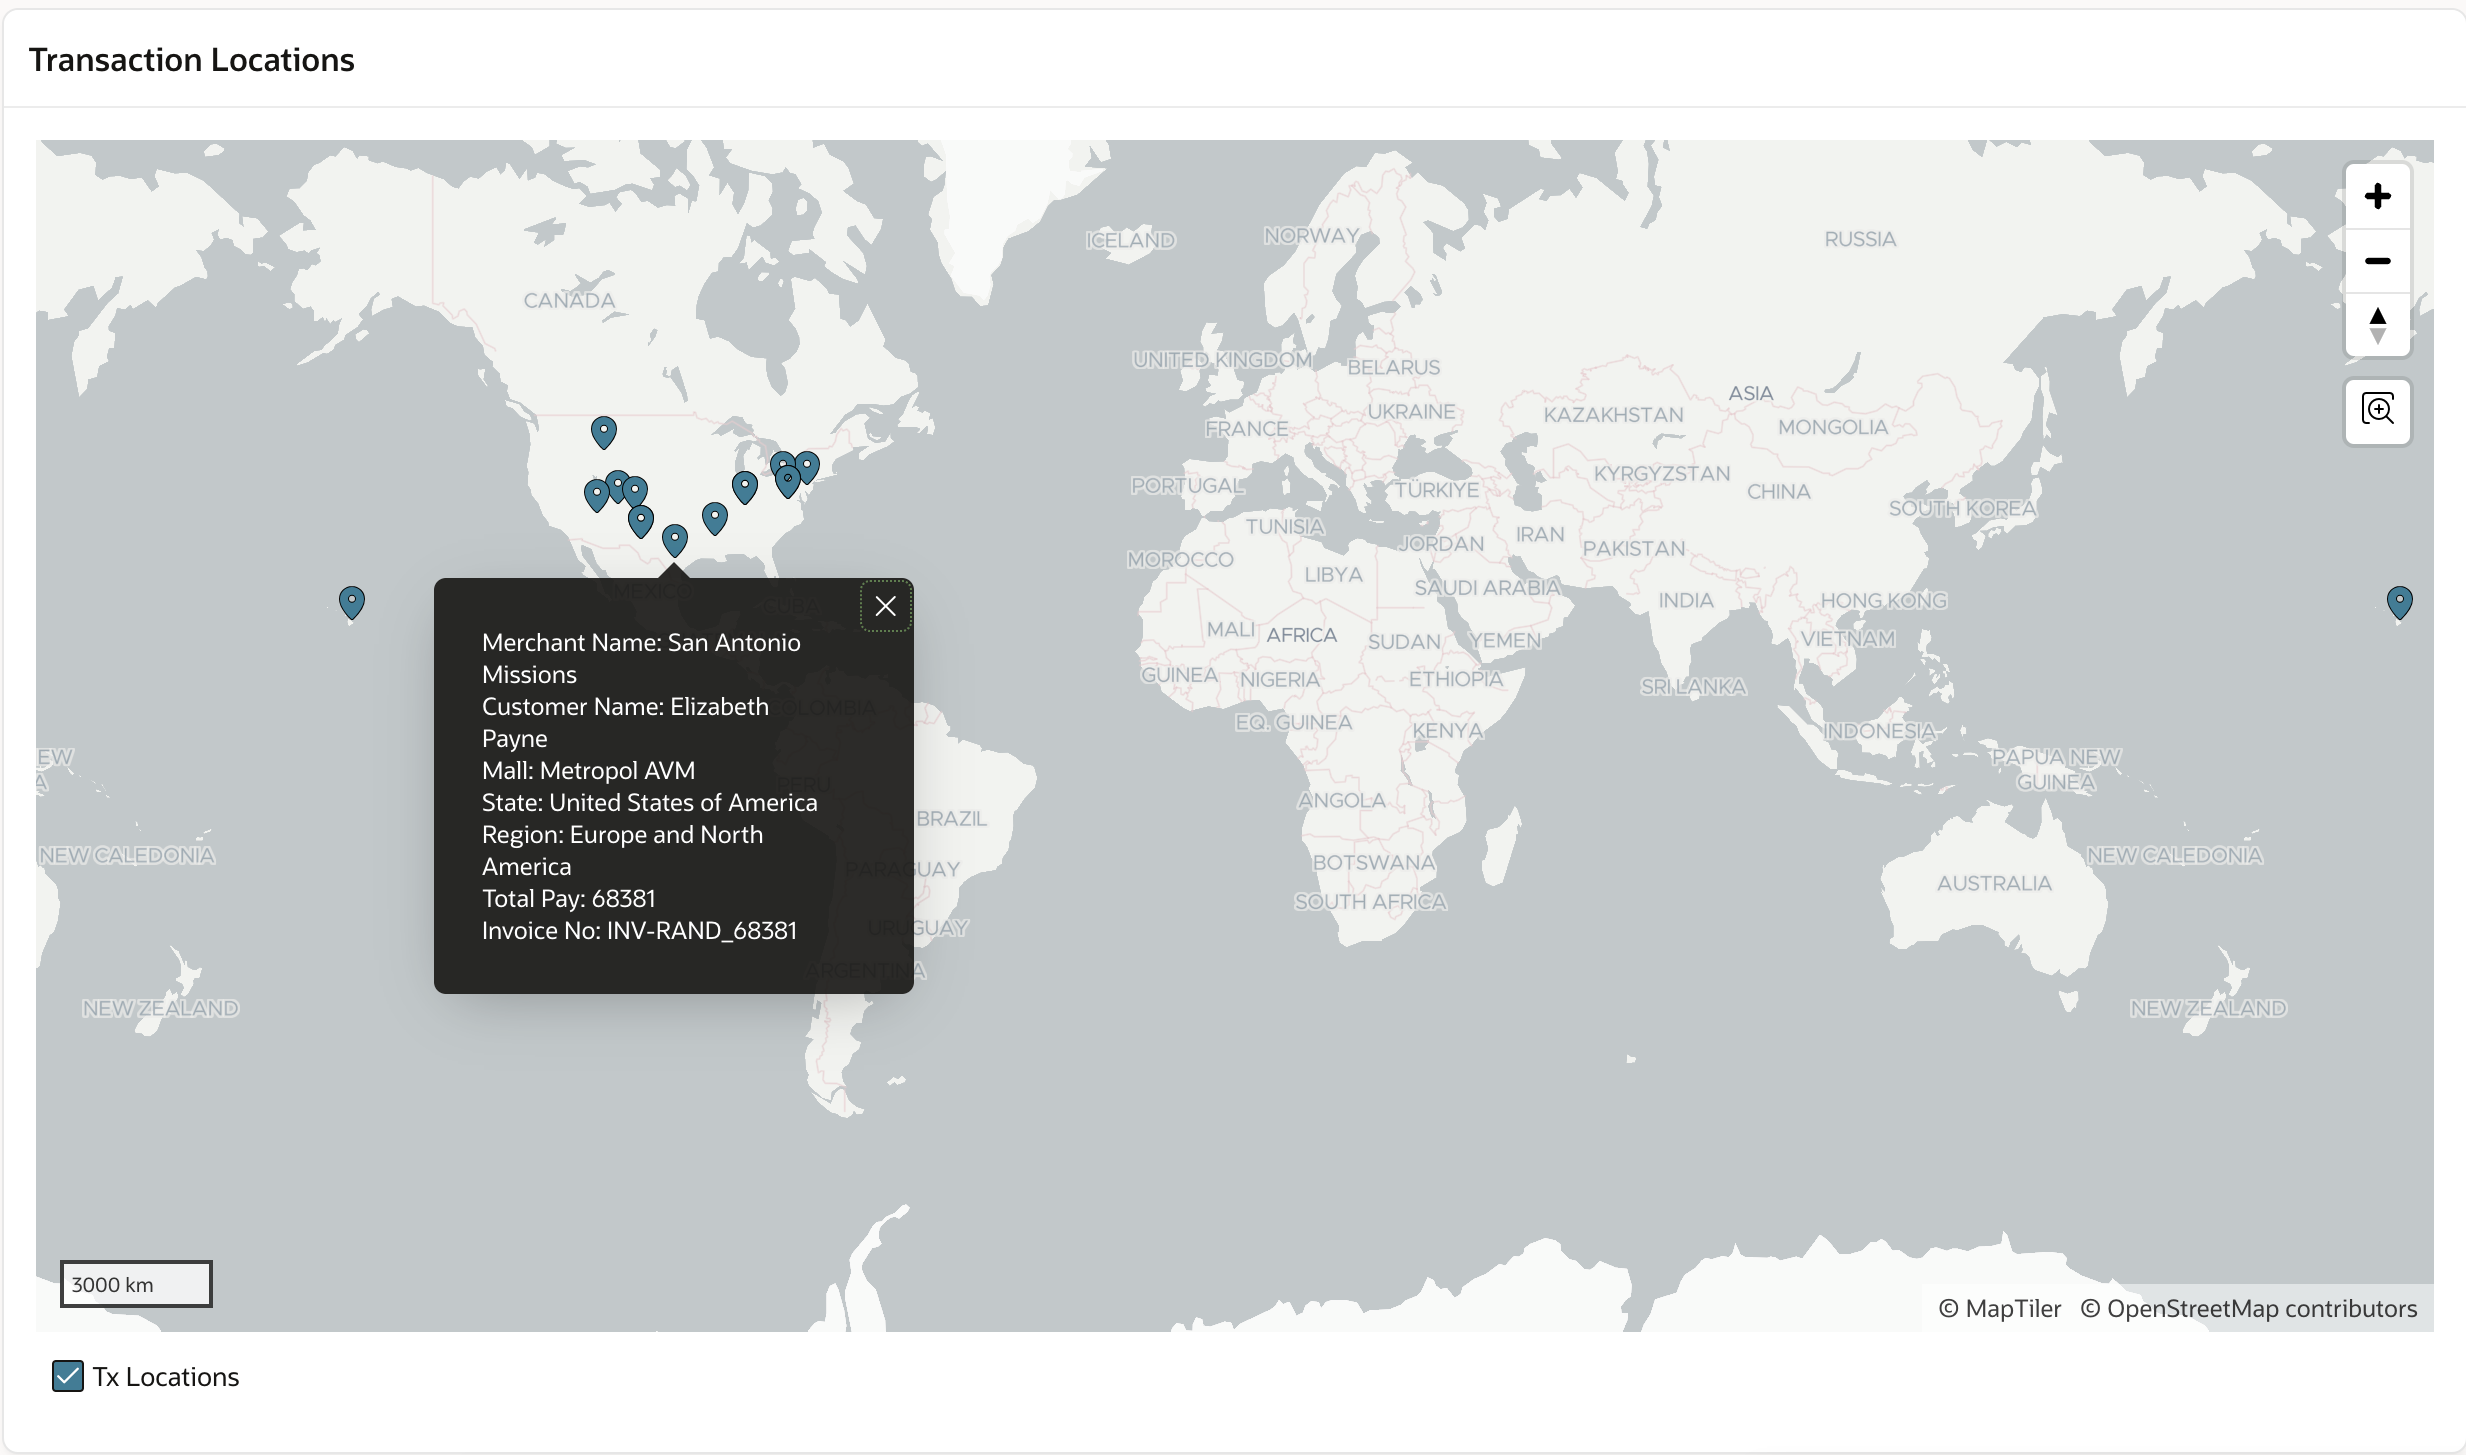 Transaction Locations
ICELAND
NORWAY
RUSSIA
CANADA
UNITED KINGDOM
BELARUS
ASIA
UKRAINE
KAZAKHSTAN
FRANCE
MONGOLIA
KYRGYZSTAN
PORTUGAL
TÜRKIYE
CHINA
SOUTH KOREA
TUNISIA
IRAN
JORDAN
PAKISTAN
MOROCCO
LIBYA
SAUDI ARABIA
MEXICO
CUBA
INDIA
HONG KONG
MALI
AFRICA
SUDAN
YEMEN
VIETNAM
GUINEA
NIGERIA
ETHIOPIA
SRI LANKA
COLOMBIA
EQ. GUINEA
KENYA
INDONESIA
EW
A
PAPUA NEW
GUINEA
PERU
ANGOLA
BRAZIL
NEW CALEDONIA
NEW CALEDONIA
BOTSWANA
PARAGUAY
AUSTRALIA
SOUTH AFRICA
URUGUAY
ARGENTINA
NEW ZEALAND
NEW ZEALAND
Merchant Name: San Antonio
Missions
Customer Name: Elizabeth
Payne
Mall: Metropol AVM
State: United States of America
Region: Europe and North
America
Total Pay: 68381
Invoice No: INV-RAND_68381
3000 km
© MapTiler © OpenStreetMap contributors
Tx Locations